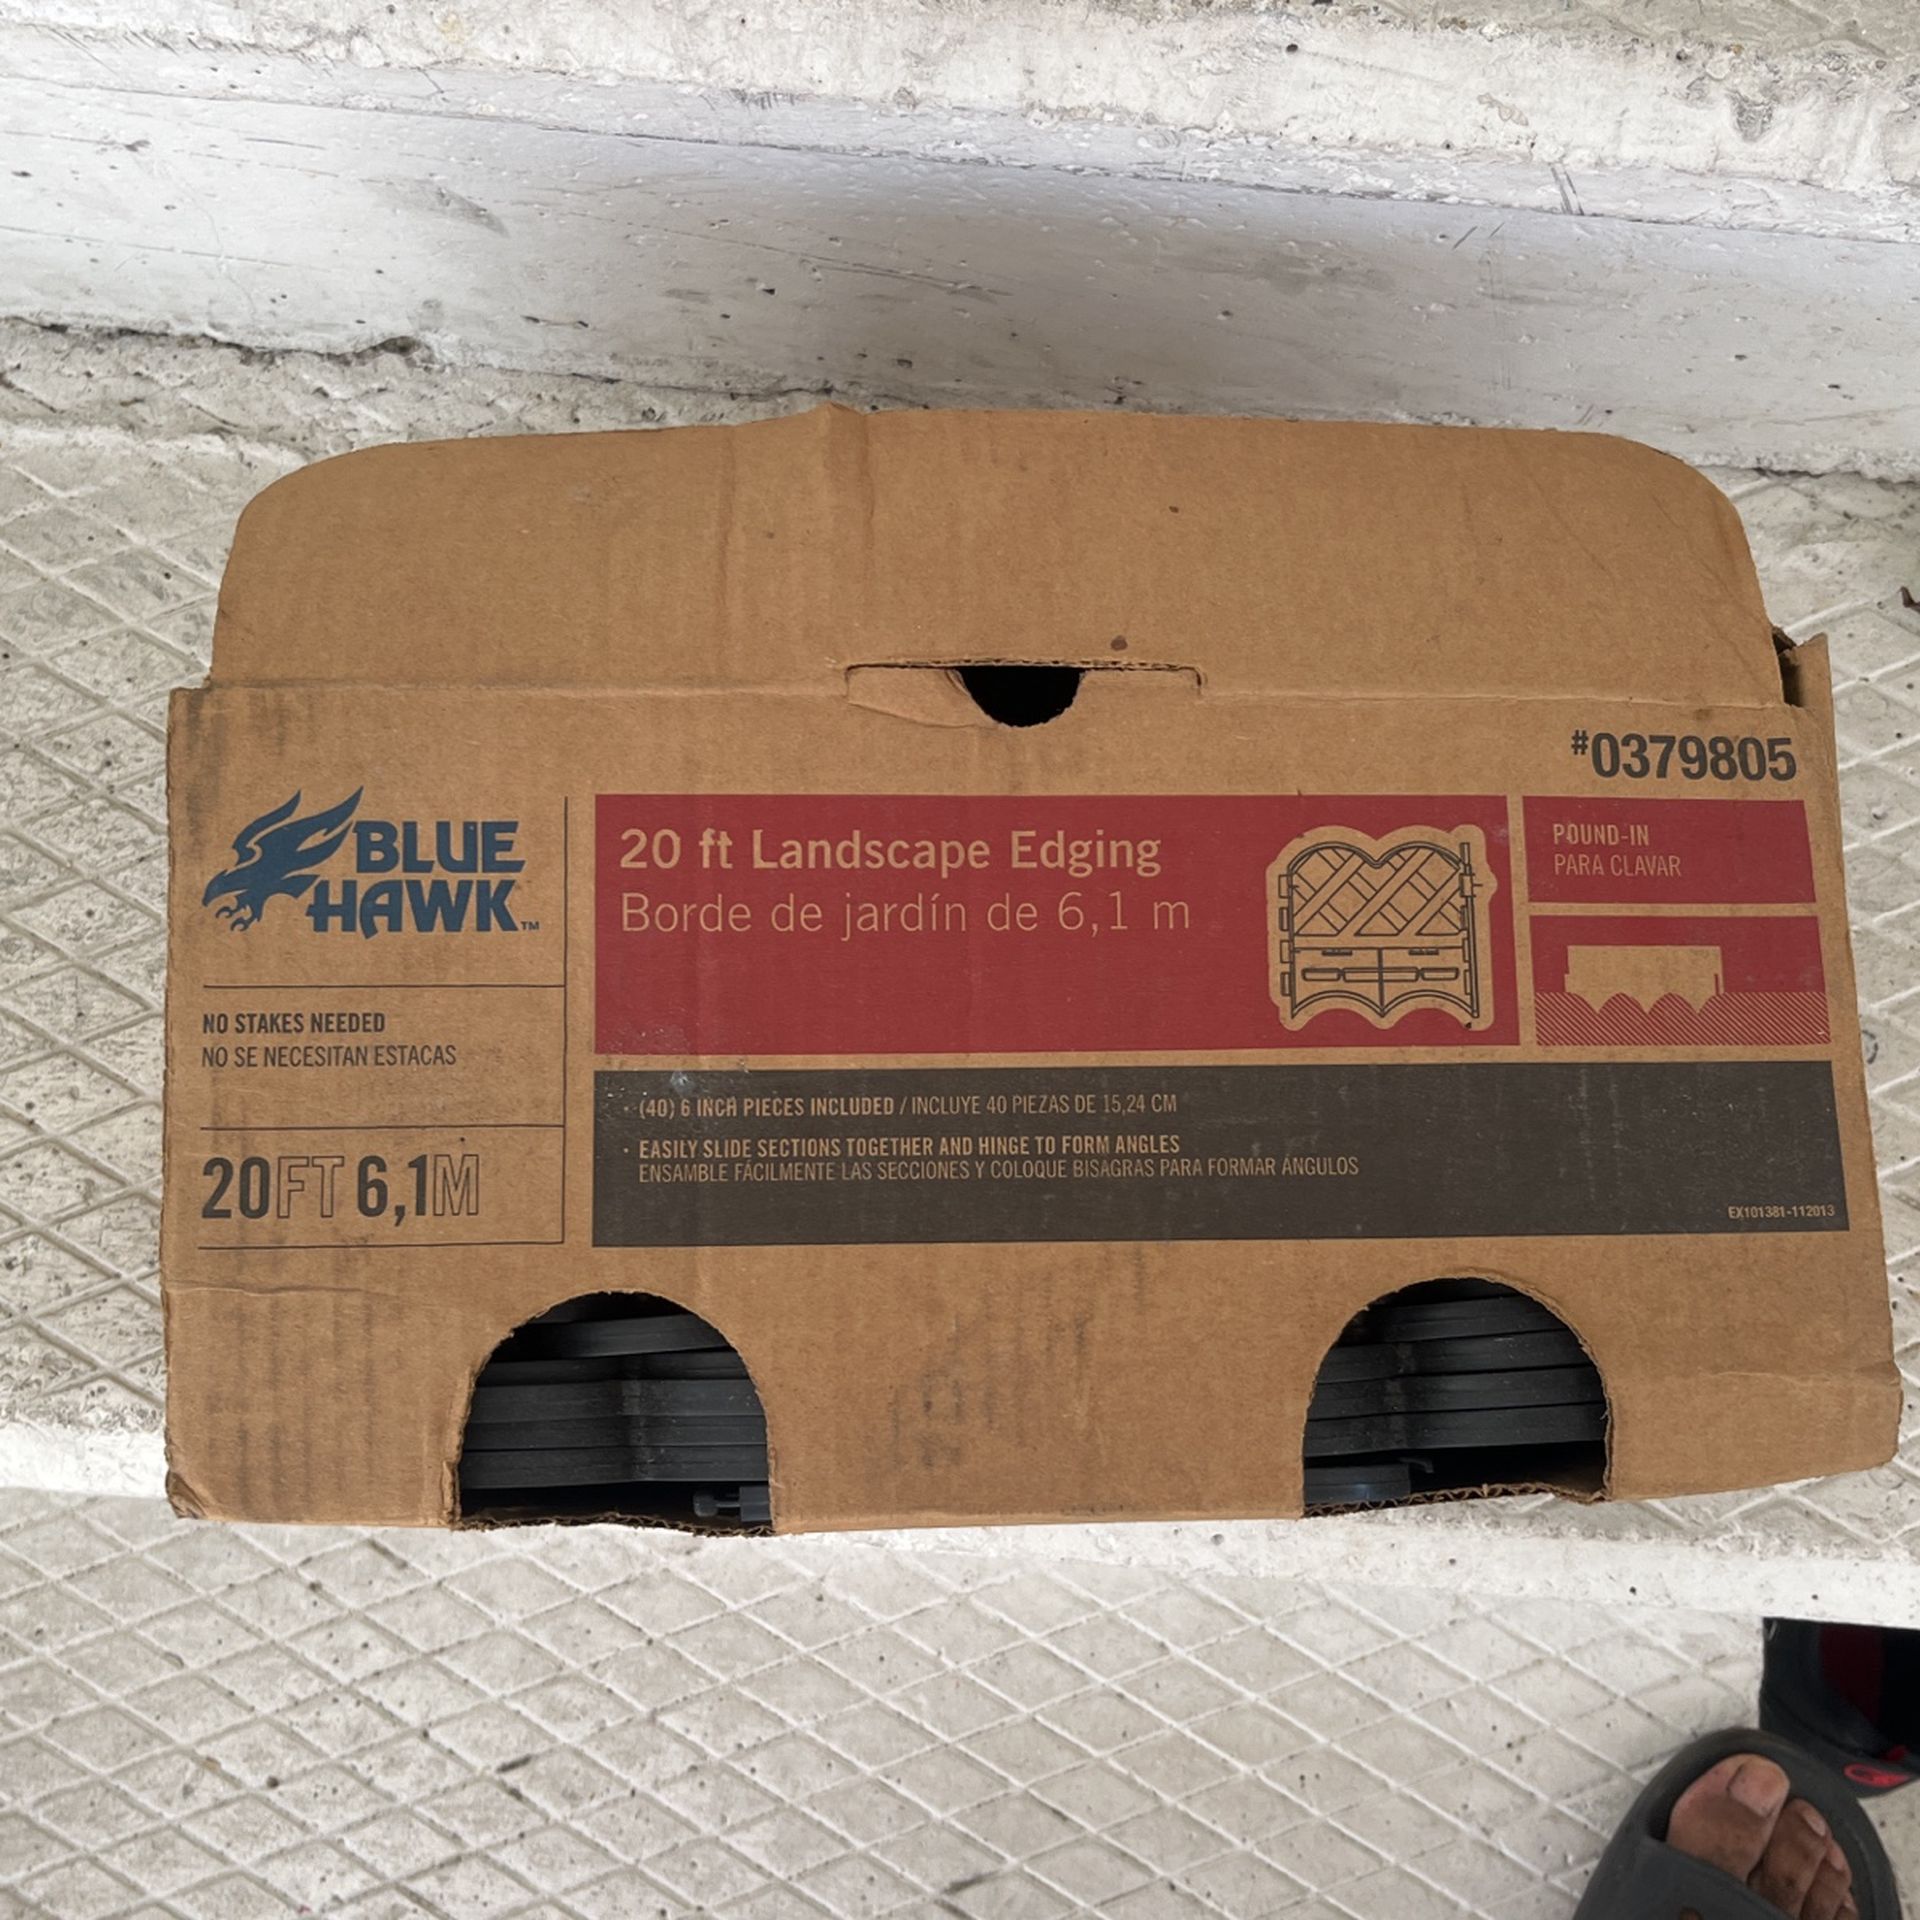 #0379805
BLUE
HAWK™
NO STAKES NEEDED
NO SE NECESITAN ESTACAS
20FT 6,1M
20 ft Landscape Edging
Borde de jardín de 6,1 m
POUND-IN
PARA CLAVAR
· (40) 6 INCH PIECES INCLUDED / INCLUYE 40 PIEZAS DE 15,24 CM
· EASILY SLIDE SECTIONS TOGETHER AND HINGE TO FORM ANGLES
ENSAMBLE FÁCILMENTE LAS SECCIONES Y COLOQUE BISAGRAS PARA FORMAR ÁNGULOS
EX101381-112013